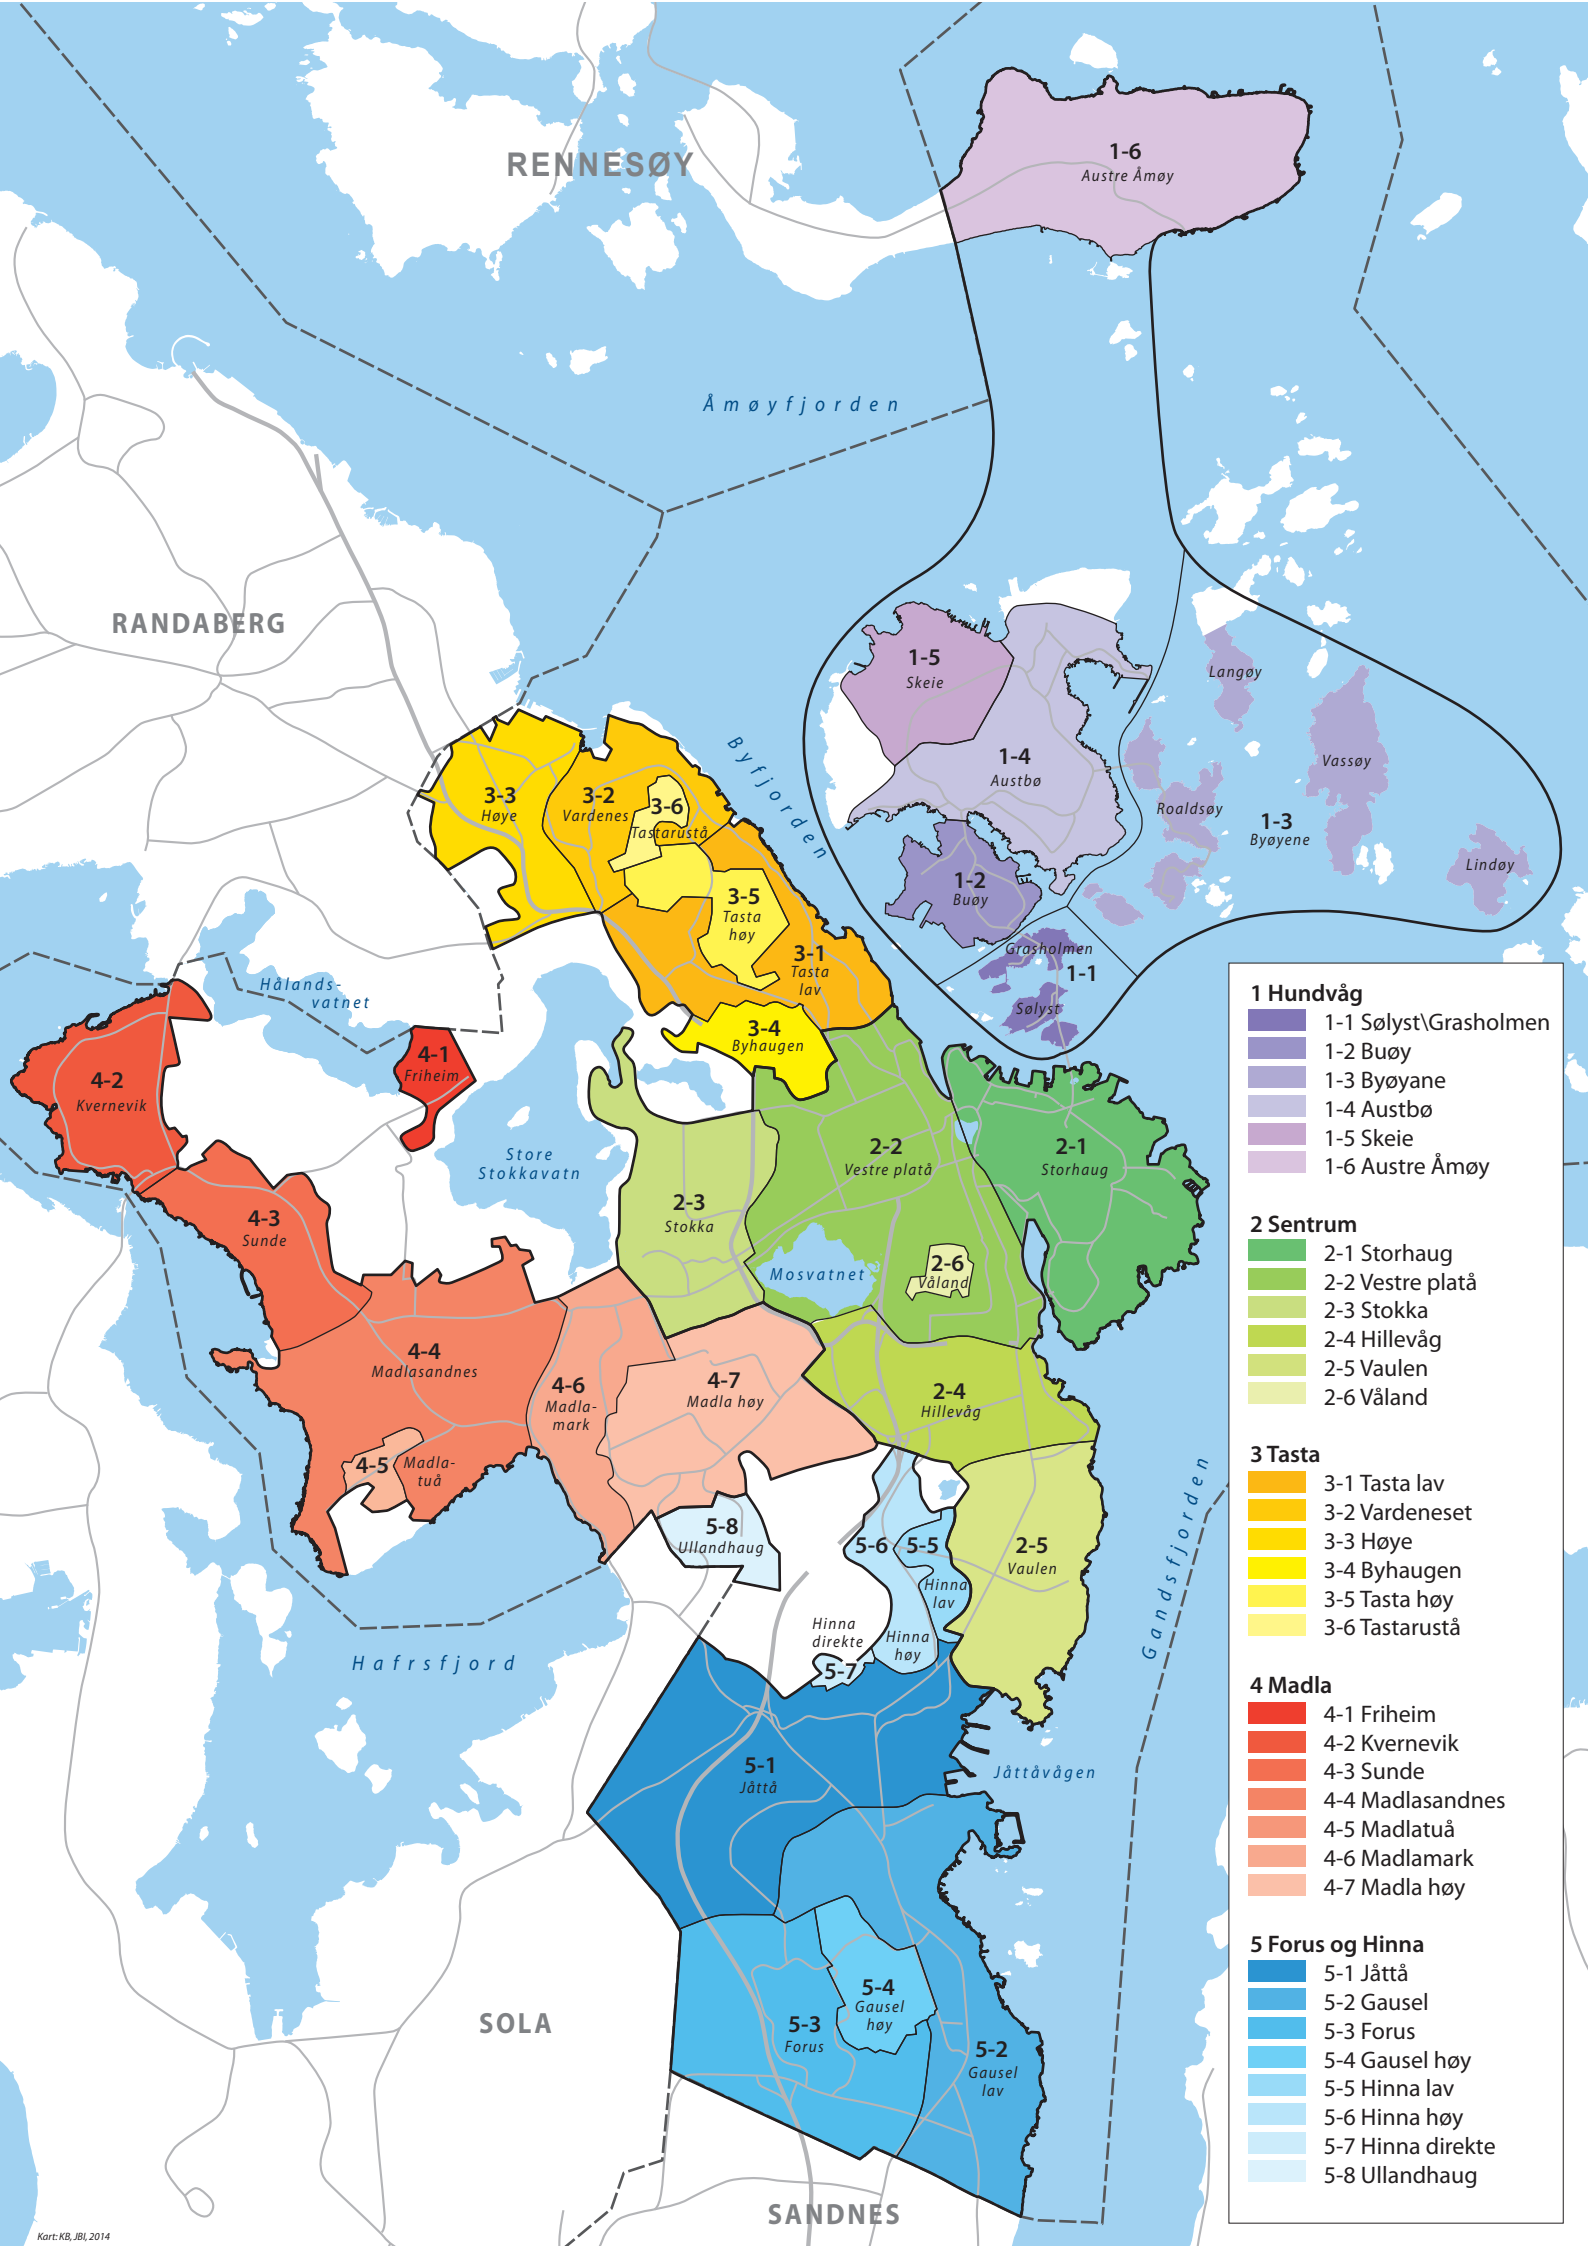 RENNESØY
1-6
Austre Åmøy
Åmøyfjorden
RANDABERG
1-5
Skeie
Langøy
1-4
Austbø
Vassøy
Byfjorden
3-3
Høye
3-2
Vardenes
3-6
Tastarustå
Roaldsøy
1-3
Byøyene
Lindøy
1-2
Buøy
3-5
Tasta
høy
3-1
Tasta
lav
Grasholmen
1-1
Sølyst
Hålands-
vatnet
3-4
Byhaugen
4-1
Friheim
4-2
Kvernevik
Store
Stokkavatn
2-2
Vestre platå
2-1
Storhaug
2-3
Stokka
4-3
Sunde
Mosvatnet
2-6
Våland
4-4
Madlasandnes
4-6
Madla-
mark
4-7
Madla høy
2-4
Hillevåg
4-5
Madla-
tuå
5-8
Ullandhaug
5-6
5-5
2-5
Vaulen
Hinna
lav
Hinna
høy
Hinna
direkte
5-7
Gandsfjorden
Hafrsfjord
5-1
Jåttå
Jåttåvågen
5-4
Gausel
høy
5-3
Forus
5-2
Gausel
lav
SOLA
SANDNES
Kart: KB, JBI, 2014
1 Hundvåg
1-1 Sølyst\Grasholmen
1-2 Buøy
1-3 Byøyane
1-4 Austbø
1-5 Skeie
1-6 Austre Åmøy
2 Sentrum
2-1 Storhaug
2-2 Vestre platå
2-3 Stokka
2-4 Hillevåg
2-5 Vaulen
2-6 Våland
3 Tasta
3-1 Tasta lav
3-2 Vardeneset
3-3 Høye
3-4 Byhaugen
3-5 Tasta høy
3-6 Tastarustå
4 Madla
4-1 Friheim
4-2 Kvernevik
4-3 Sunde
4-4 Madlasandnes
4-5 Madlatuå
4-6 Madlamark
4-7 Madla høy
5 Forus og Hinna
5-1 Jåttå
5-2 Gausel
5-3 Forus
5-4 Gausel høy
5-5 Hinna lav
5-6 Hinna høy
5-7 Hinna direkte
5-8 Ullandhaug